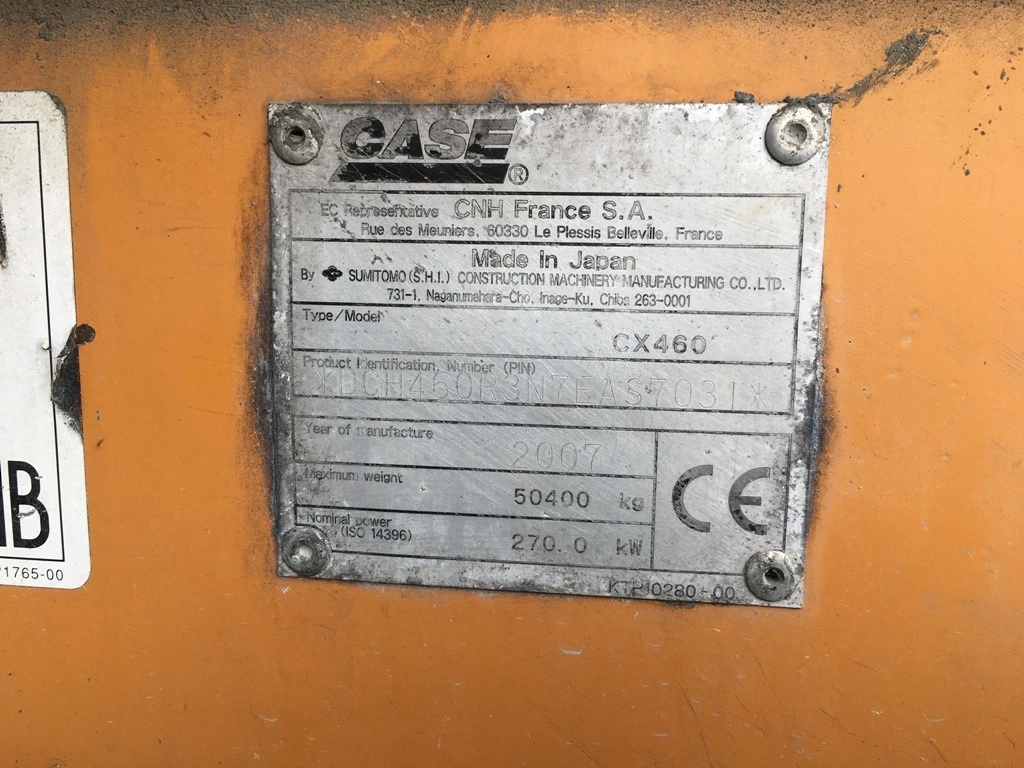 CASE
®
EC Representative CNH France S.A.
Rue des Meuniers, 60330 Le Plessis Belleville, France
Made In Japan
By SUMITOMO (S.H.I.) CONSTRUCTION MACHINERY MANUFACTURING CO.,LTD.
731-1, Naganumahara-Cho, Inage-Ku, Chiba 263-0001
Type/Model
CX460
Product Identification, Number (PIN)
Year of manufacture 2007
Maximum weight 50400 kg
Nominal power
(ISO 14396) 270.0 kW
CE
KTP10280-00
1765-00